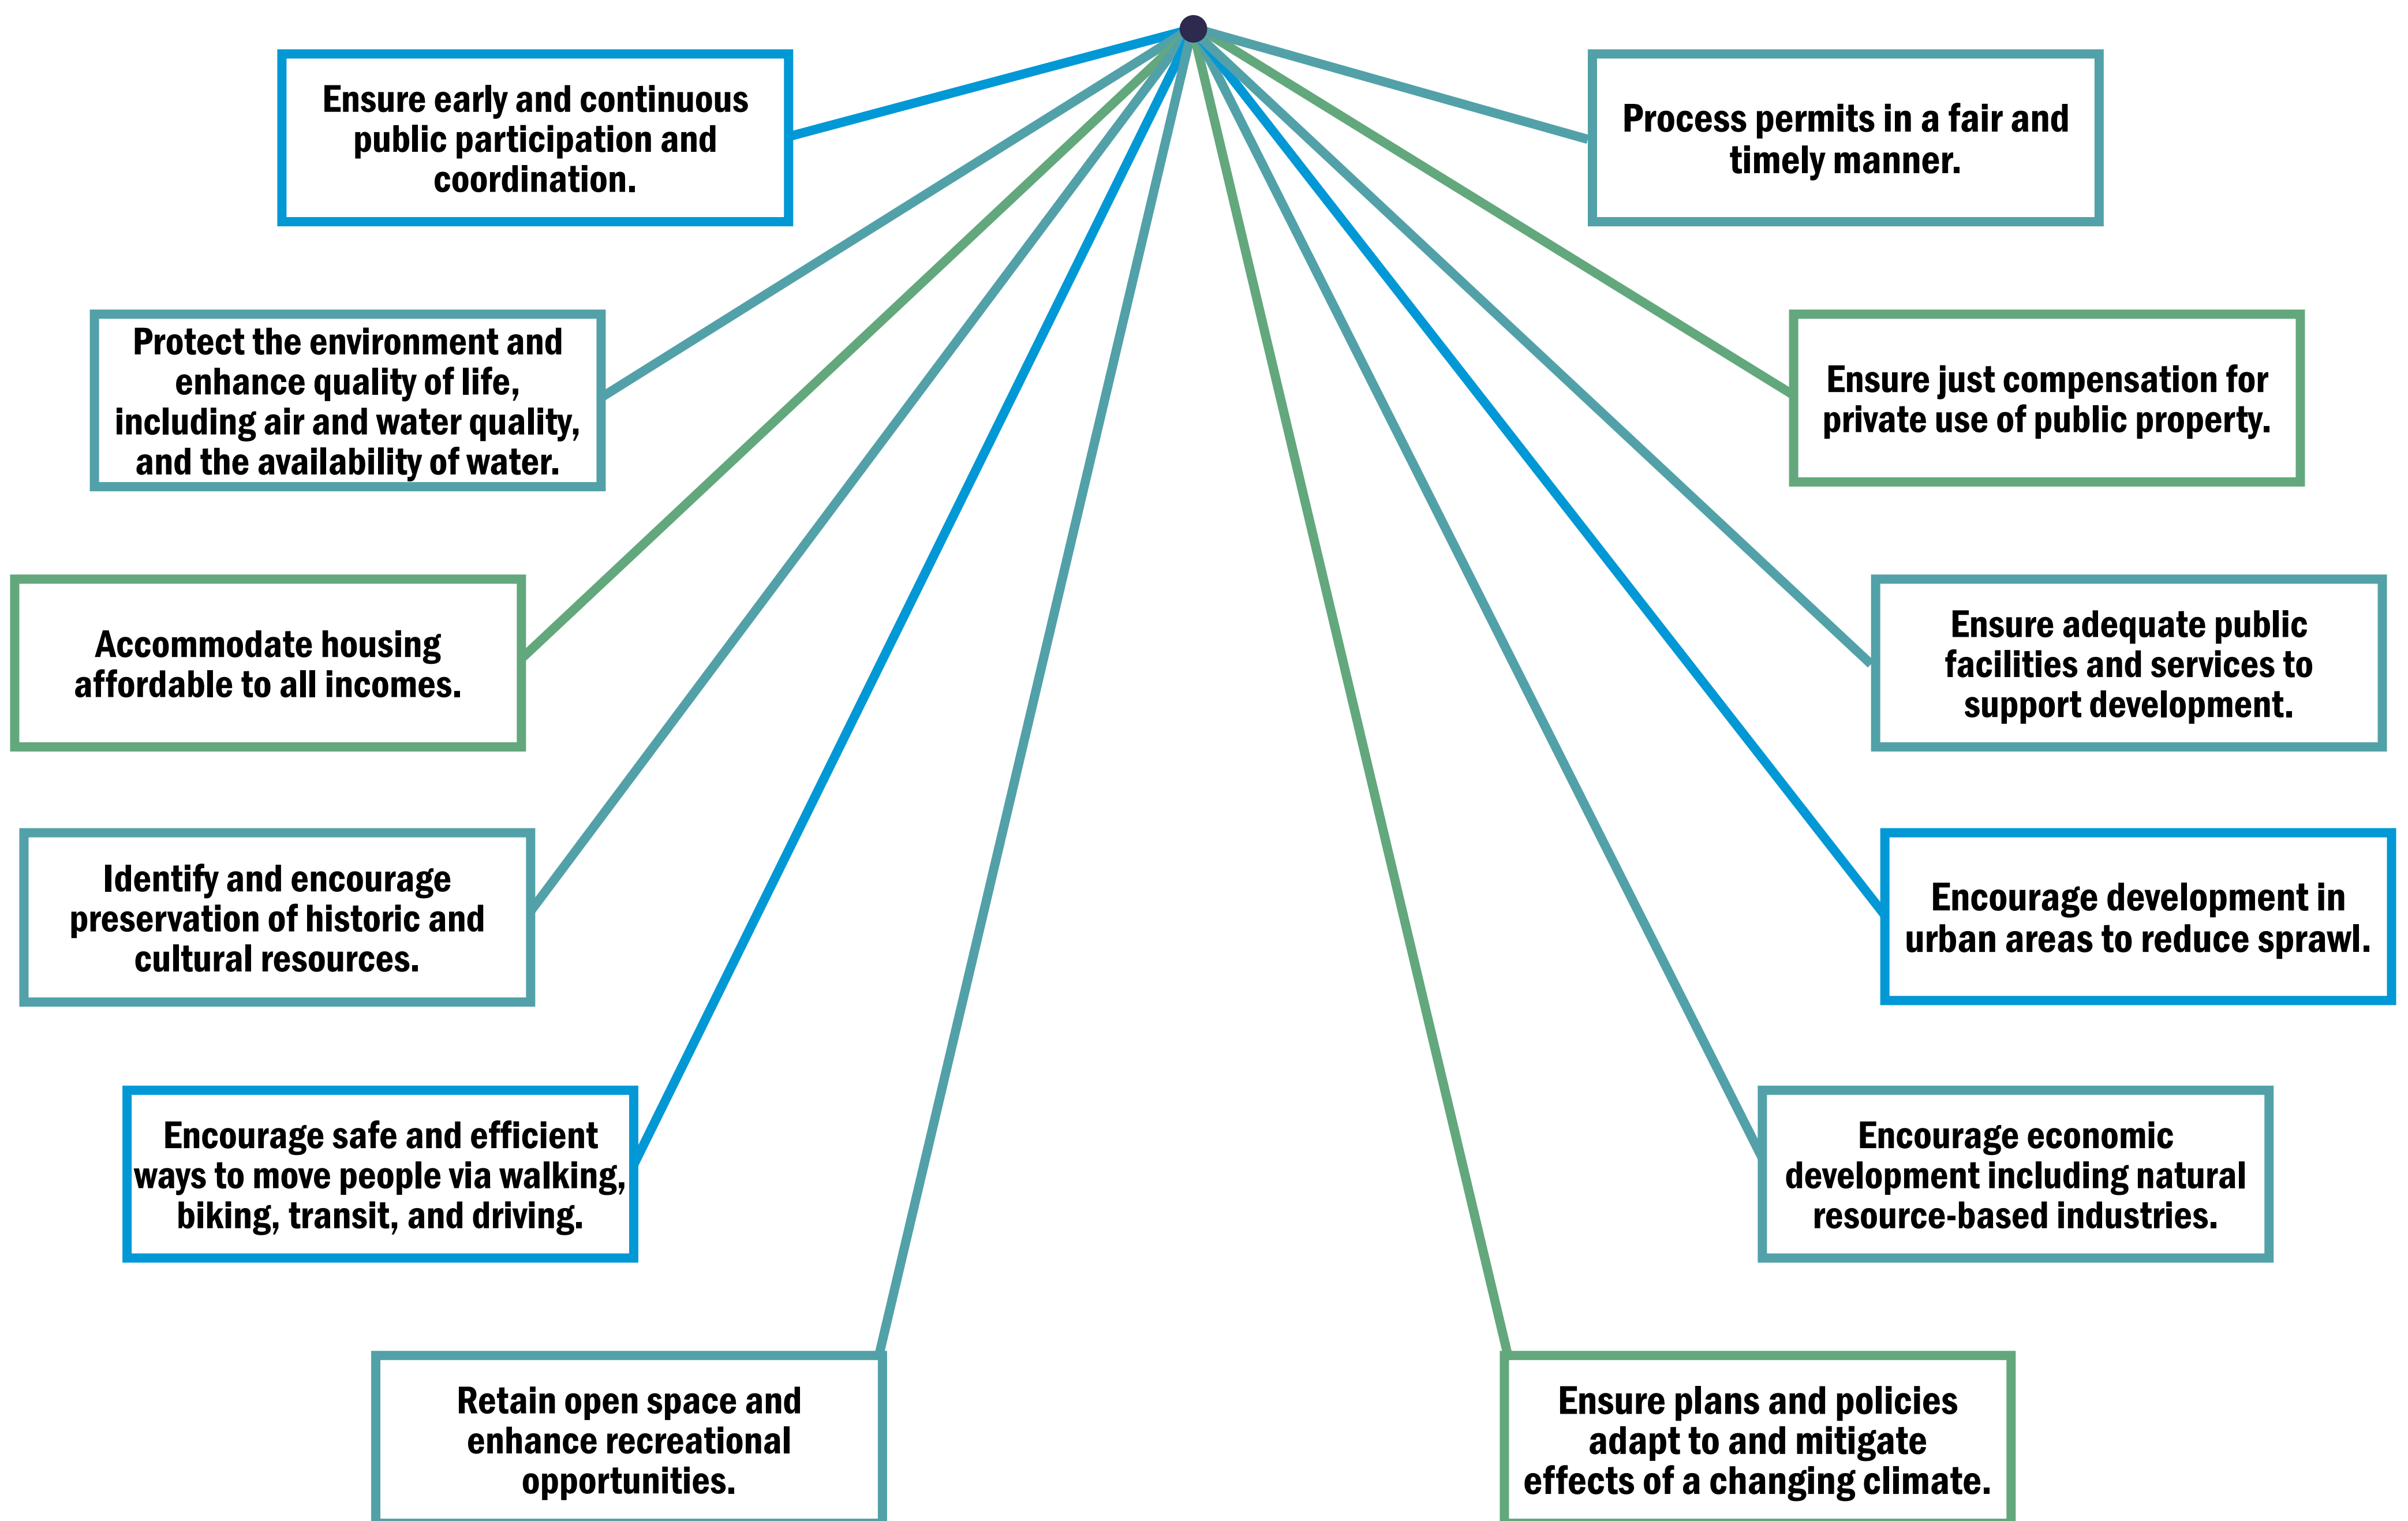 Ensure early and continuous
public participation and
coordination.
Process permits in a fair and
timely manner.
Protect the environment and
enhance quality of life,
including air and water quality,
and the availability of water.
Ensure just compensation for
private use of public property.
Accommodate housing
affordable to all incomes.
Ensure adequate public
facilities and services to
support development.
Identify and encourage
preservation of historic and
cultural resources.
Encourage development in
urban areas to reduce sprawl.
Encourage safe and efficient
ways to move people via walking,
biking, transit, and driving.
Encourage economic
development including natural
resource-based industries.
Retain open space and
enhance recreational
opportunities.
Ensure plans and policies
adapt to and mitigate
effects of a changing climate.